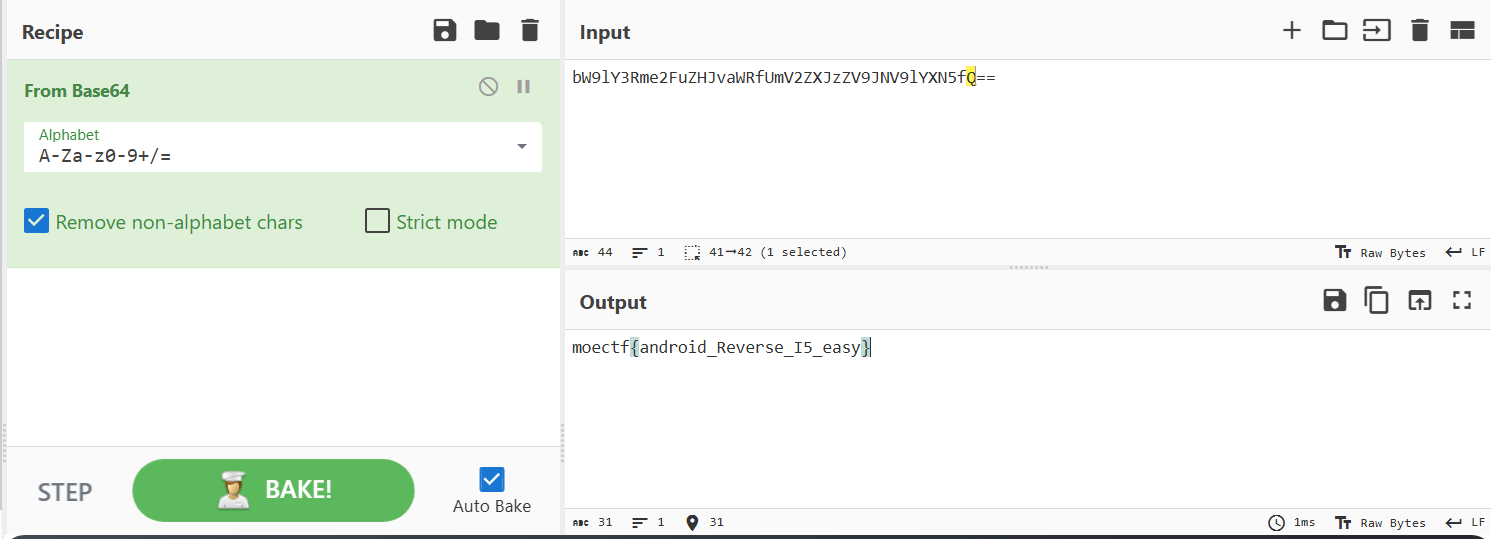 Recipe
From Base64
Alphabet
A-Za-z0-9+/=
Remove non-alphabet chars
Strict mode
STEP
BAKE!
Auto Bake
Input
bW9lY3Rme2FuZHJvaWRfUmV2ZXJzZV9JNV9lYXN5fQ==
ABC 44 1 41→42 (1 selected) Tт Raw Bytes LF
Output
moectf{android_Reverse_I5_easy}
ABC 31 1 31 1ms Tт Raw Bytes LF